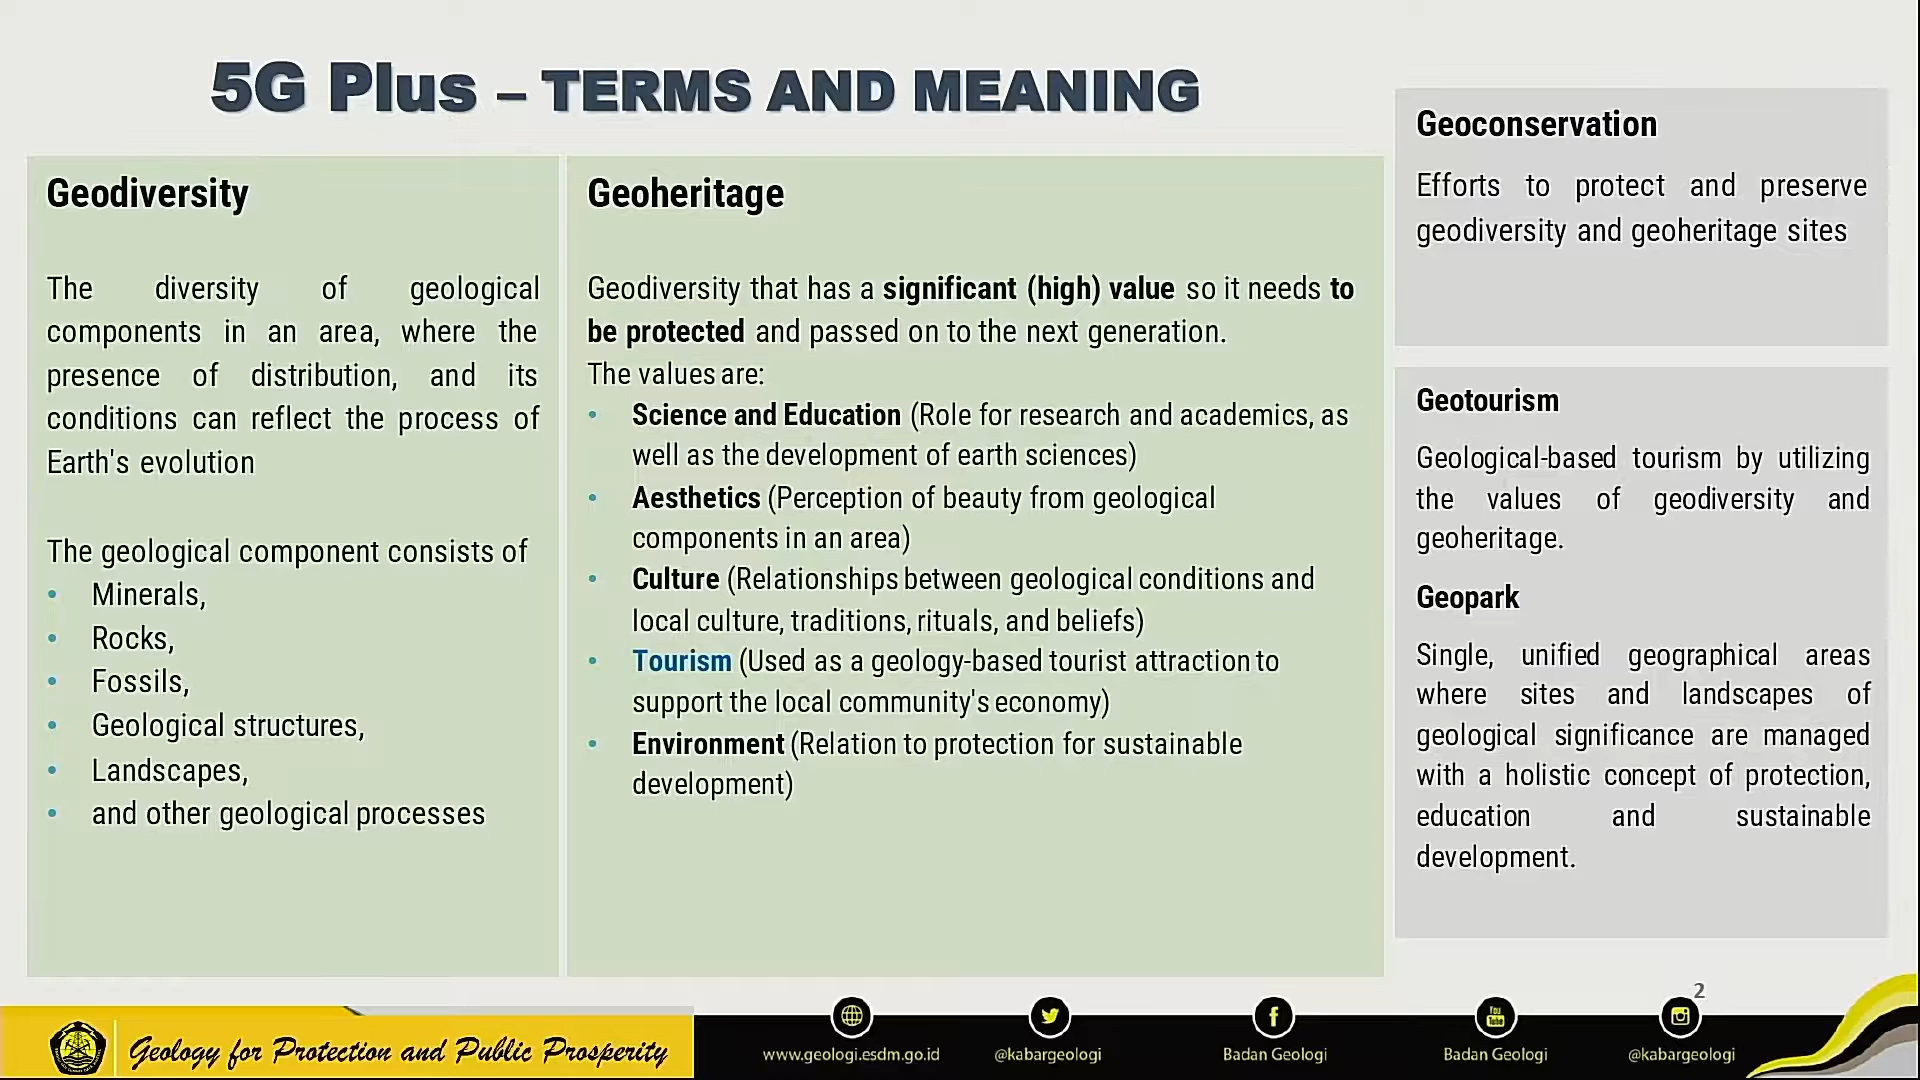 5G Plus – TERMS AND MEANING
Geodiversity
The diversity of geological
components in an area, where the
presence of distribution, and its
conditions can reflect the process of
Earth's evolution
The geological component consists of
• Minerals,
• Rocks,
• Fossils,
• Geological structures,
• Landscapes,
• and other geological processes
Geoheritage
Geodiversity that has a significant (high) value so it needs to
be protected and passed on to the next generation.
The values are:
• Science and Education (Role for research and academics, as
well as the development of earth sciences)
• Aesthetics (Perception of beauty from geological
components in an area)
• Culture (Relationships between geological conditions and
local culture, traditions, rituals, and beliefs)
• Tourism (Used as a geology-based tourist attraction to
support the local community's economy)
• Environment (Relation to protection for sustainable
development)
Geoconservation
Efforts to protect and preserve
geodiversity and geoheritage sites
Geotourism
Geological-based tourism by utilizing
the values of geodiversity and
geoheritage.
Geopark
Single, unified geographical areas
where sites and landscapes of
geological significance are managed
with a holistic concept of protection,
education and sustainable
development.
2
Geology for Protection and Public Prosperity
www.geologi.esdm.go.id
@kabargeologi
Badan Geologi
You
Tube
Badan Geologi
@kabargeologi